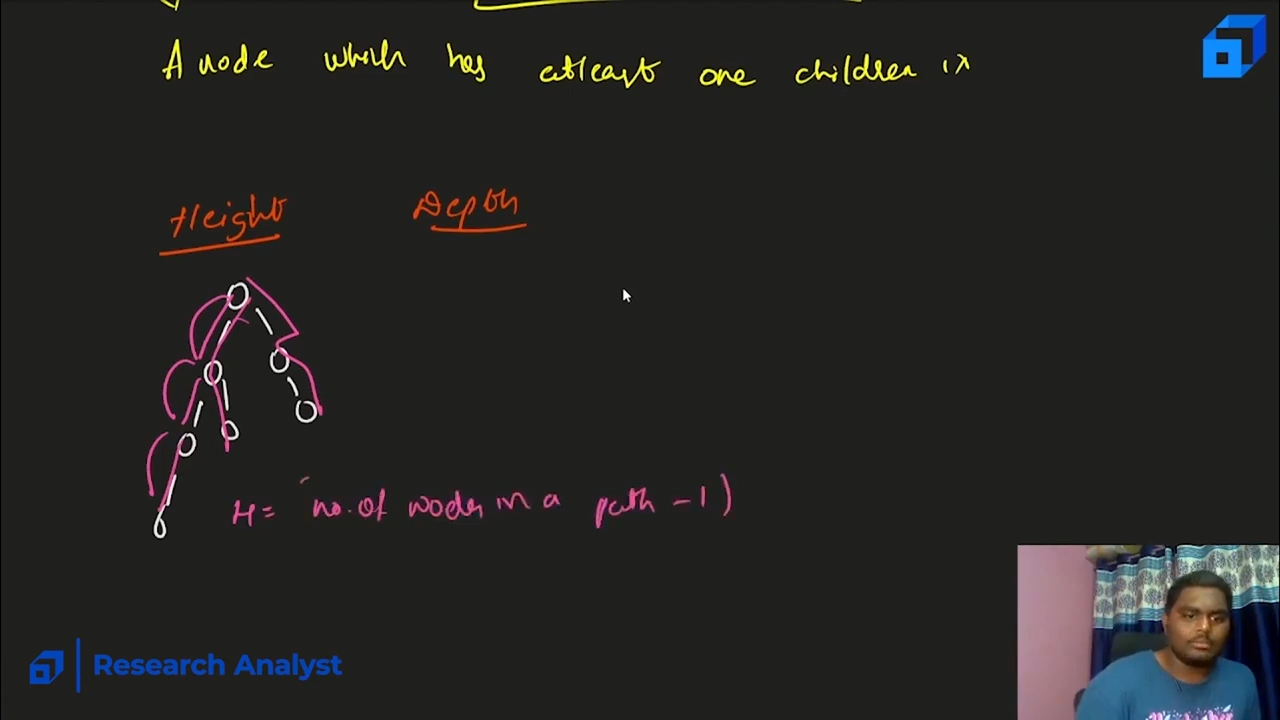 A node which has atleast one children is
Height Depth
H = (no. of nodes in a path - 1)
Research Analyst